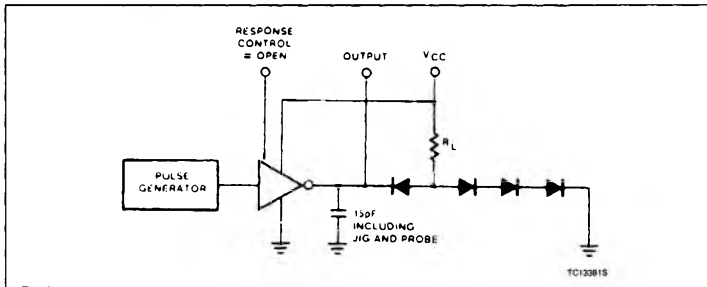 RESPONSE
CONTROL
= OPEN
OUTPUT
VCC
RL
PULSE
GENERATOR
15pF
INCLUDING
JIG AND PROBE
TC13381S